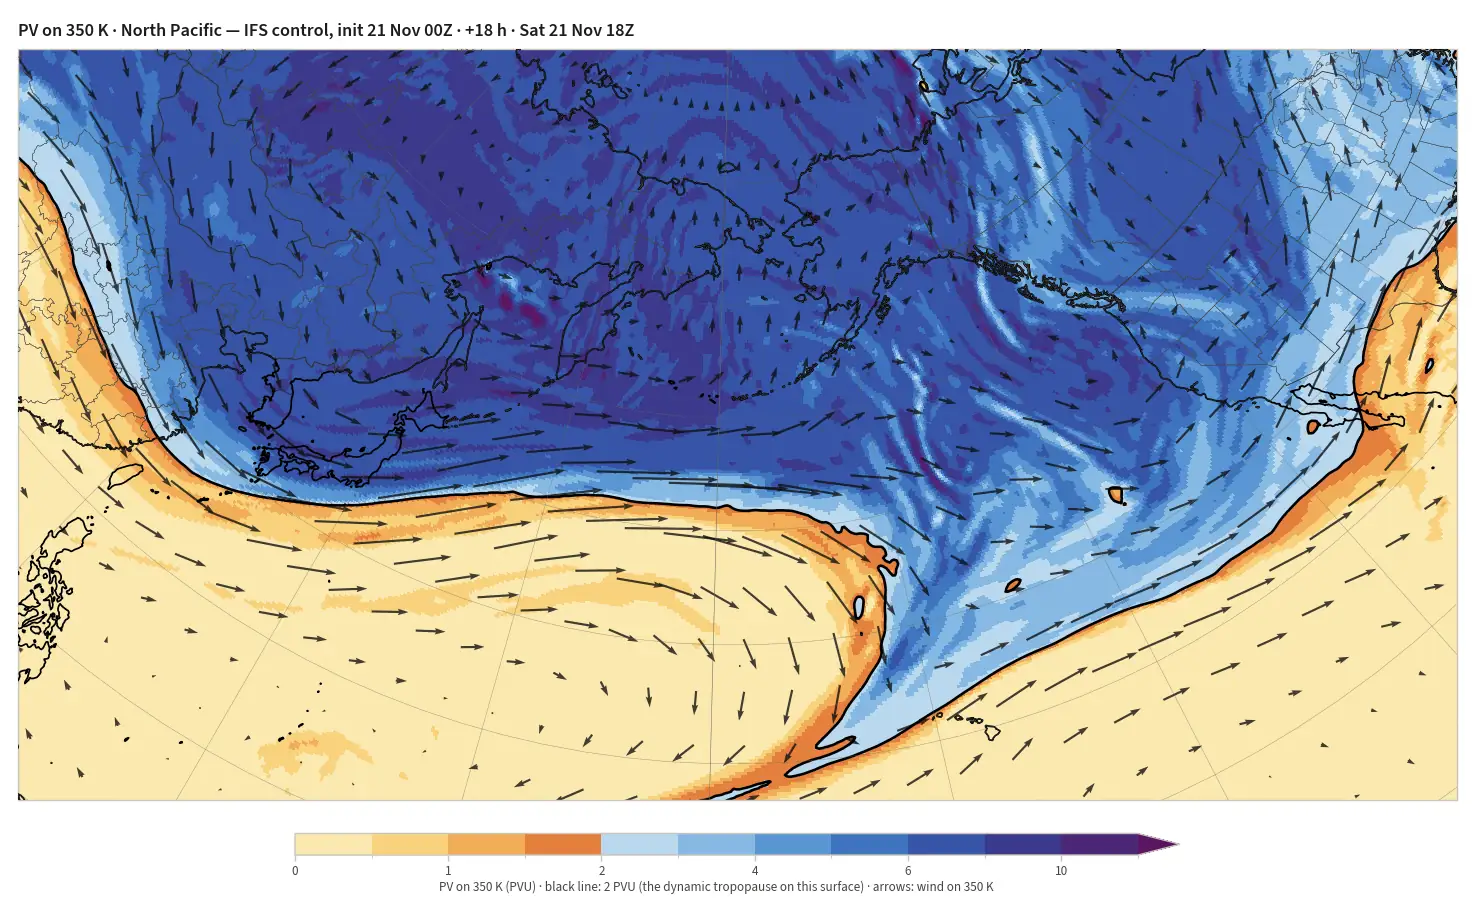 PV on 350 K · North Pacific — IFS control, init 21 Nov 00Z · +18 h · Sat 21 Nov 18Z
0 1 2 4 6 10
PV on 350 K (PVU) · black line: 2 PVU (the dynamic tropopause on this surface) · arrows: wind on 350 K